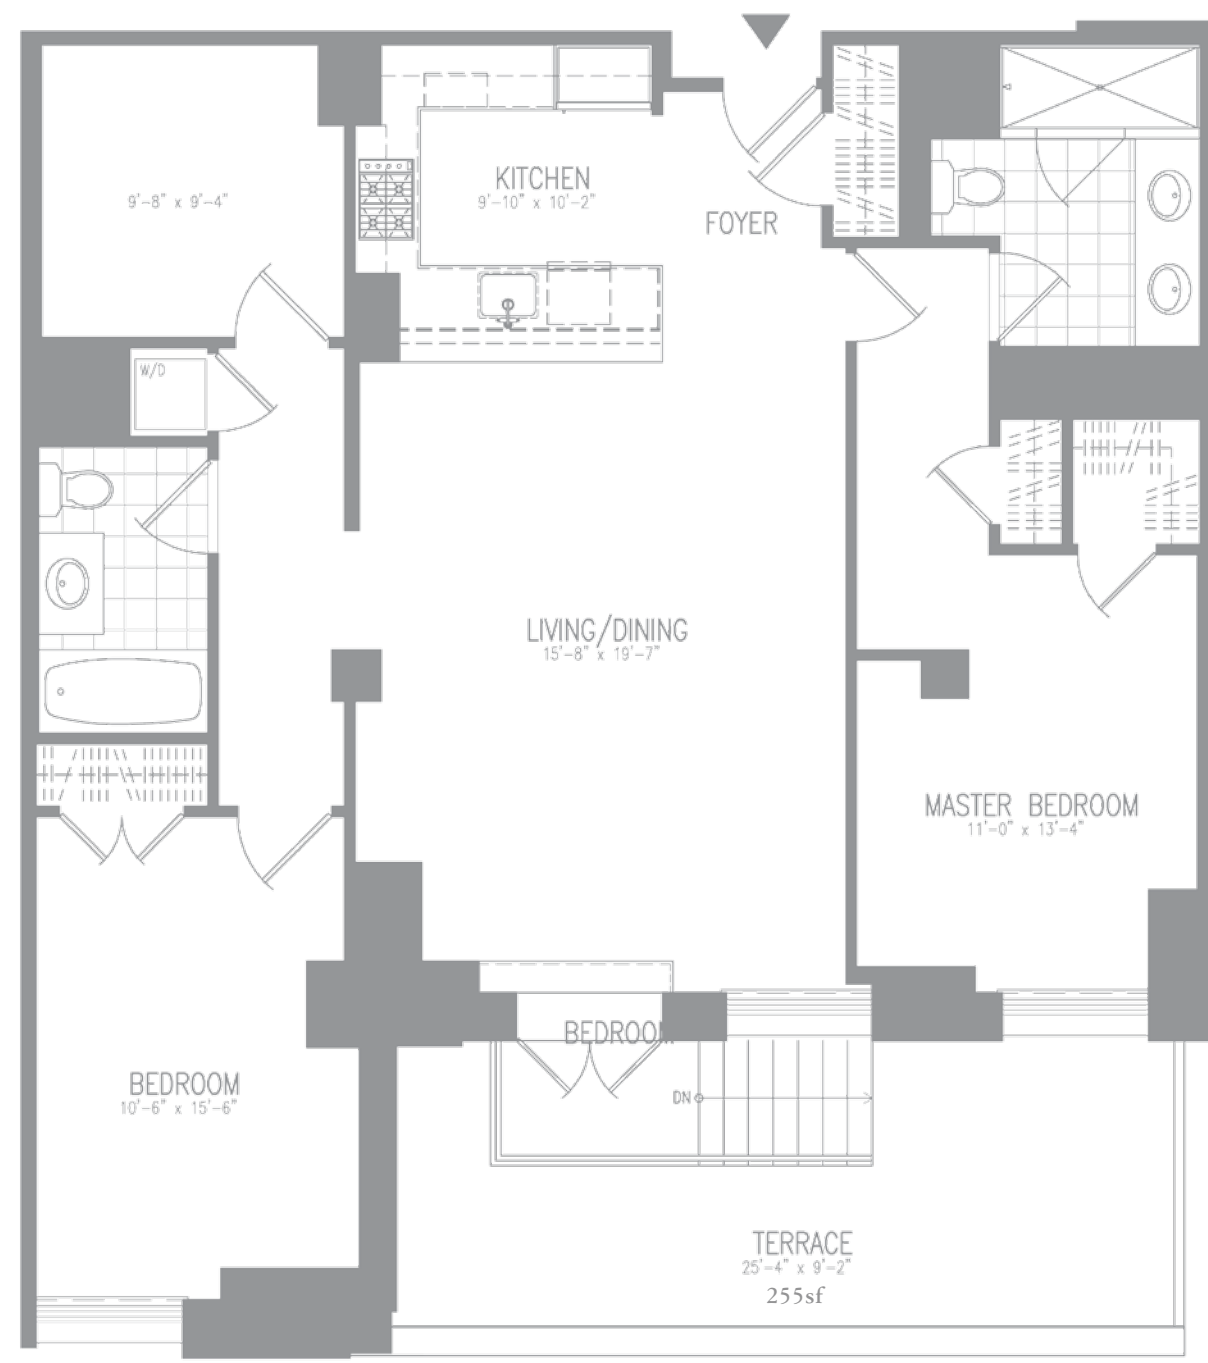 KITCHEN
9'-10" x 10'-2"
9'-8" x 9'-4"
FOYER
W/D
LIVING/DINING
15'-8" x 19'-7"
MASTER BEDROOM
11'-0" x 13'-4"
BEDROOM
BEDROOM
10'-6" x 15'-6"
DN
TERRACE
25'-4" x 9'-2"
255sf